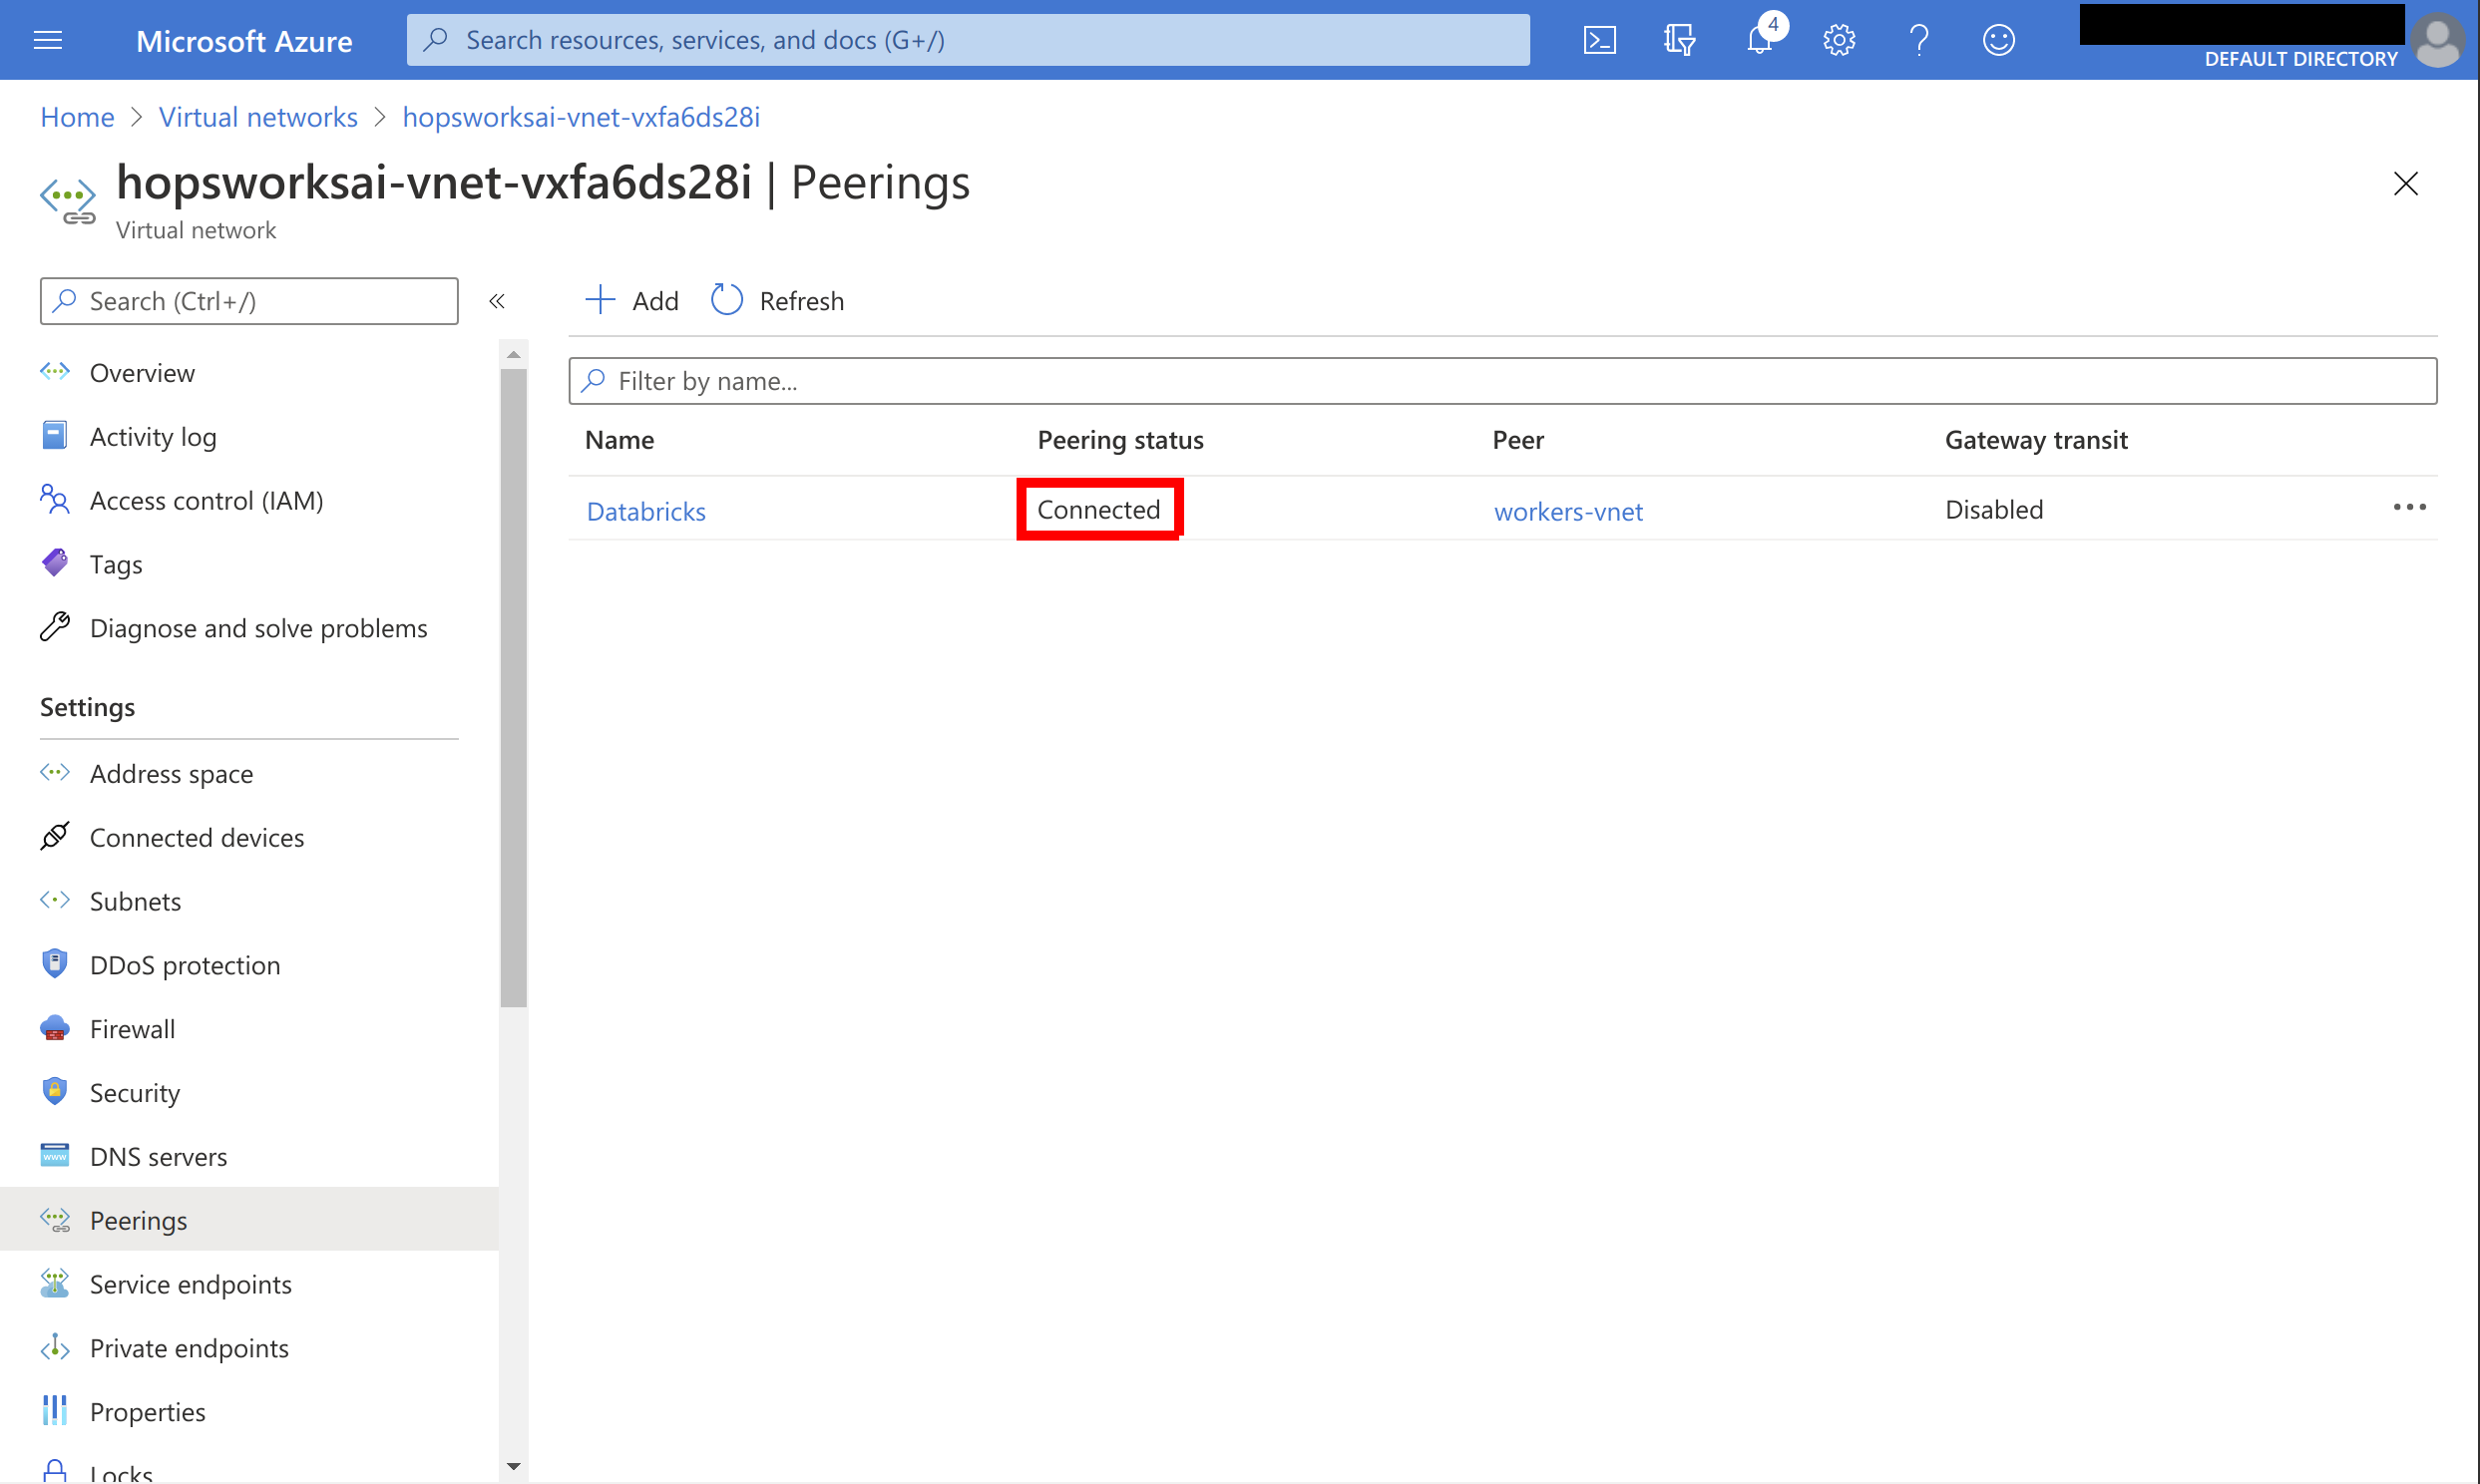 Microsoft Azure
Search resources, services, and docs (G+/)
4
DEFAULT DIRECTORY
Home > Virtual networks > hopsworksai-vnet-vxfa6ds28i
hopsworksai-vnet-vxfa6ds28i | Peerings
Virtual network
Search (Ctrl+/)
«
Add
Refresh
Overview
Activity log
Access control (IAM)
Tags
Diagnose and solve problems
Settings
Address space
Connected devices
Subnets
DDoS protection
Firewall
Security
www
DNS servers
Peerings
Service endpoints
Private endpoints
Properties
Locks
Filter by name...
Name Peering status Peer Gateway transit
Databricks Connected workers-vnet Disabled